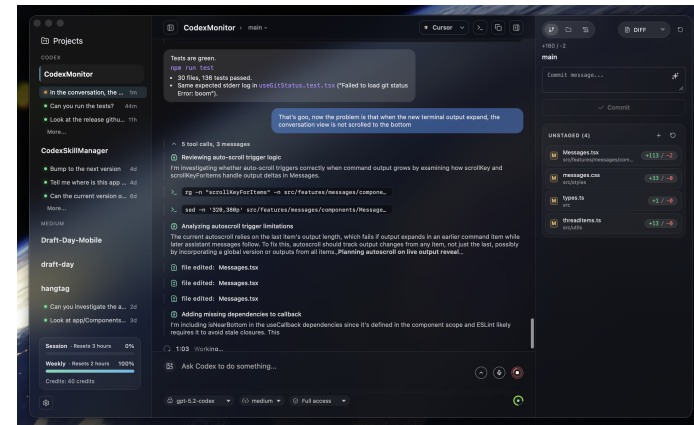 Projects
CODEX
CodexMonitor
In the conversation, the ... 1m
Can you run the tests? 44m
Look at the release githu... 11h
More...
CodexSkillManager
Bump to the next version 4d
Tell me where is this app ... 4d
Can the current version e... 6d
More...
MEDIUM
Draft-Day-Mobile
draft-day
hangtag
Can you investigate the a... 2d
Look at app/Components... 3d
Session · Resets 3 hours 0%
Weekly · Resets 2 hours 100%
Credits: 40 credits
CodexMonitor › main
Cursor
Tests are green.
npm run test
• 30 files, 136 tests passed.
• Same expected stderr log in useGitStatus.test.tsx ("Failed to load git status
Error: boom").
That's goo, now the problem is that when the new terminal output expand, the
conversation view is not scrolled to the bottom
5 tool calls, 3 messages
Reviewing auto-scroll trigger logic
I'm investigating whether auto-scroll triggers correctly when command output grows by examining how scrollKey and
scrollKeyForItems handle output deltas in Messages.
rg -n "scrollKeyForItems" -n src/features/messages/compone…
sed -n '320,380p' src/features/messages/components/Message…
Analyzing autoscroll trigger limitations
The current autoscroll relies on the last item's output length, which fails if output expands in an earlier command item while
later assistant messages follow. To fix this, autoscroll should track output changes from any item, not just the last, possibly
by incorporating a global version or outputs from all items.,Planning autoscroll on live output reveal…
file edited: Messages.tsx
file edited: Messages.tsx
file edited: Messages.tsx
Adding missing dependencies to callback
I'm including isNearBottom in the useCallback dependencies since it's defined in the component scope and ESLint likely
requires it to avoid stale closures. This
1:03 Working...
Ask Codex to do something...
gpt-5.2-codex
medium
Full access
DIFF
+160 / -2
main
Commit message...
Commit
UNSTAGED (4)
M Messages.tsx +113 / -2
src/features/messages/com...
M messages.css +33 / -0
src/styles
M types.ts +1 / -0
src
M threadItems.ts +13 / -0
src/utils